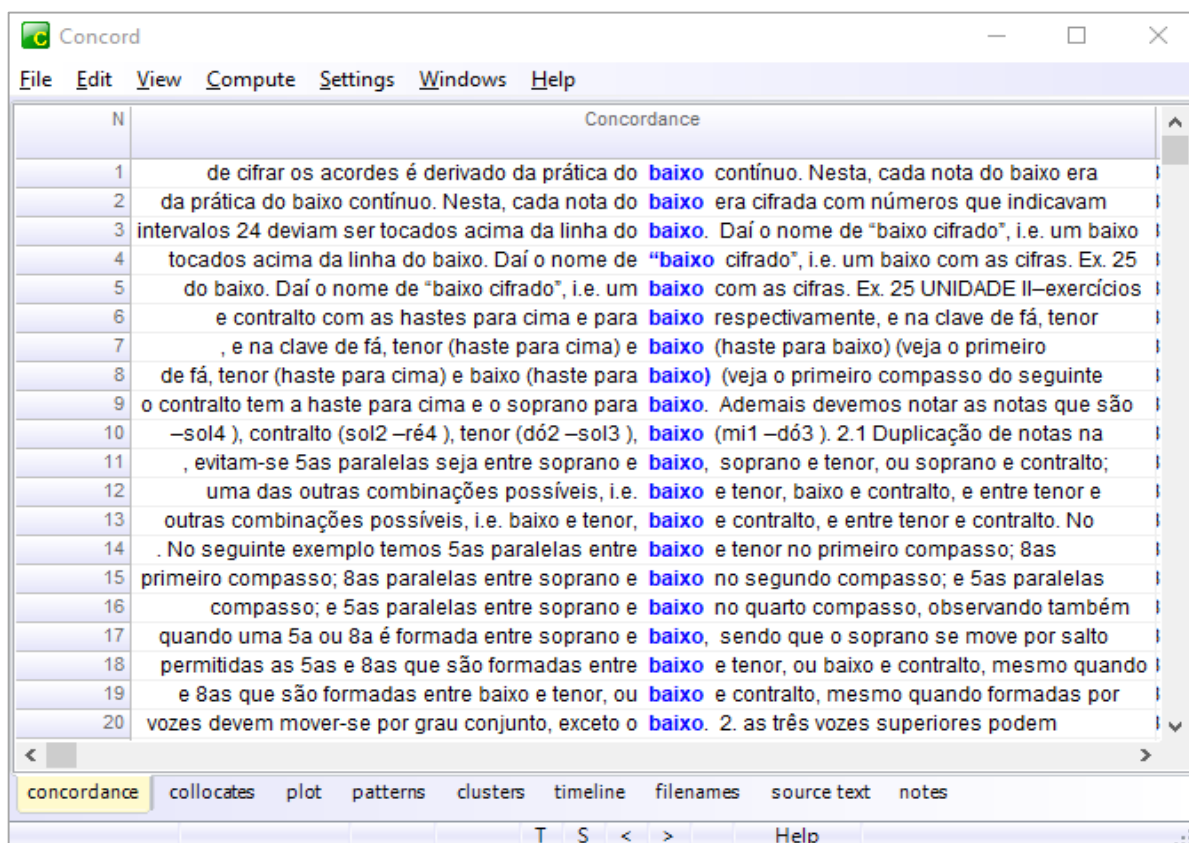 Concord
File Edit View Compute Settings Windows Help
N Concordance
1 de cifrar os acordes é derivado da prática do baixo contínuo. Nesta, cada nota do baixo era
2 da prática do baixo contínuo. Nesta, cada nota do baixo era cifrada com números que indicavam
3 intervalos 24 deviam ser tocados acima da linha do baixo. Daí o nome de “baixo cifrado”, i.e. um baixo
4 tocados acima da linha do baixo. Daí o nome de “baixo cifrado”, i.e. um baixo com as cifras. Ex. 25
5 do baixo. Daí o nome de “baixo cifrado”, i.e. um baixo com as cifras. Ex. 25 UNIDADE II–exercícios
6 e contralto com as hastes para cima e para baixo respectivamente, e na clave de fá, tenor
7 , e na clave de fá, tenor (haste para cima) e baixo (haste para baixo) (veja o primeiro
8 de fá, tenor (haste para cima) e baixo (haste para baixo) (veja o primeiro compasso do seguinte
9 o contralto tem a haste para cima e o soprano para baixo. Ademais devemos notar as notas que são
10 –sol4 ), contralto (sol2 –ré4 ), tenor (dó2 –sol3 ), baixo (mi1 –dó3 ). 2.1 Duplicação de notas na
11 , evitam-se 5as paralelas seja entre soprano e baixo, soprano e tenor, ou soprano e contralto;
12 uma das outras combinações possíveis, i.e. baixo e tenor, baixo e contralto, e entre tenor e
13 outras combinações possíveis, i.e. baixo e tenor, baixo e contralto, e entre tenor e contralto. No
14 . No seguinte exemplo temos 5as paralelas entre baixo e tenor no primeiro compasso; 8as
15 primeiro compasso; 8as paralelas entre soprano e baixo no segundo compasso; e 5as paralelas
16 compasso; e 5as paralelas entre soprano e baixo no quarto compasso, observando também
17 quando uma 5a ou 8a é formada entre soprano e baixo, sendo que o soprano se move por salto
18 permitidas as 5as e 8as que são formadas entre baixo e tenor, ou baixo e contralto, mesmo quando
19 e 8as que são formadas entre baixo e tenor, ou baixo e contralto, mesmo quando formadas por
20 vozes devem mover-se por grau conjunto, exceto o baixo. 2. as três vozes superiores podem
concordance collocates plot patterns clusters timeline filenames source text notes
T S < > Help